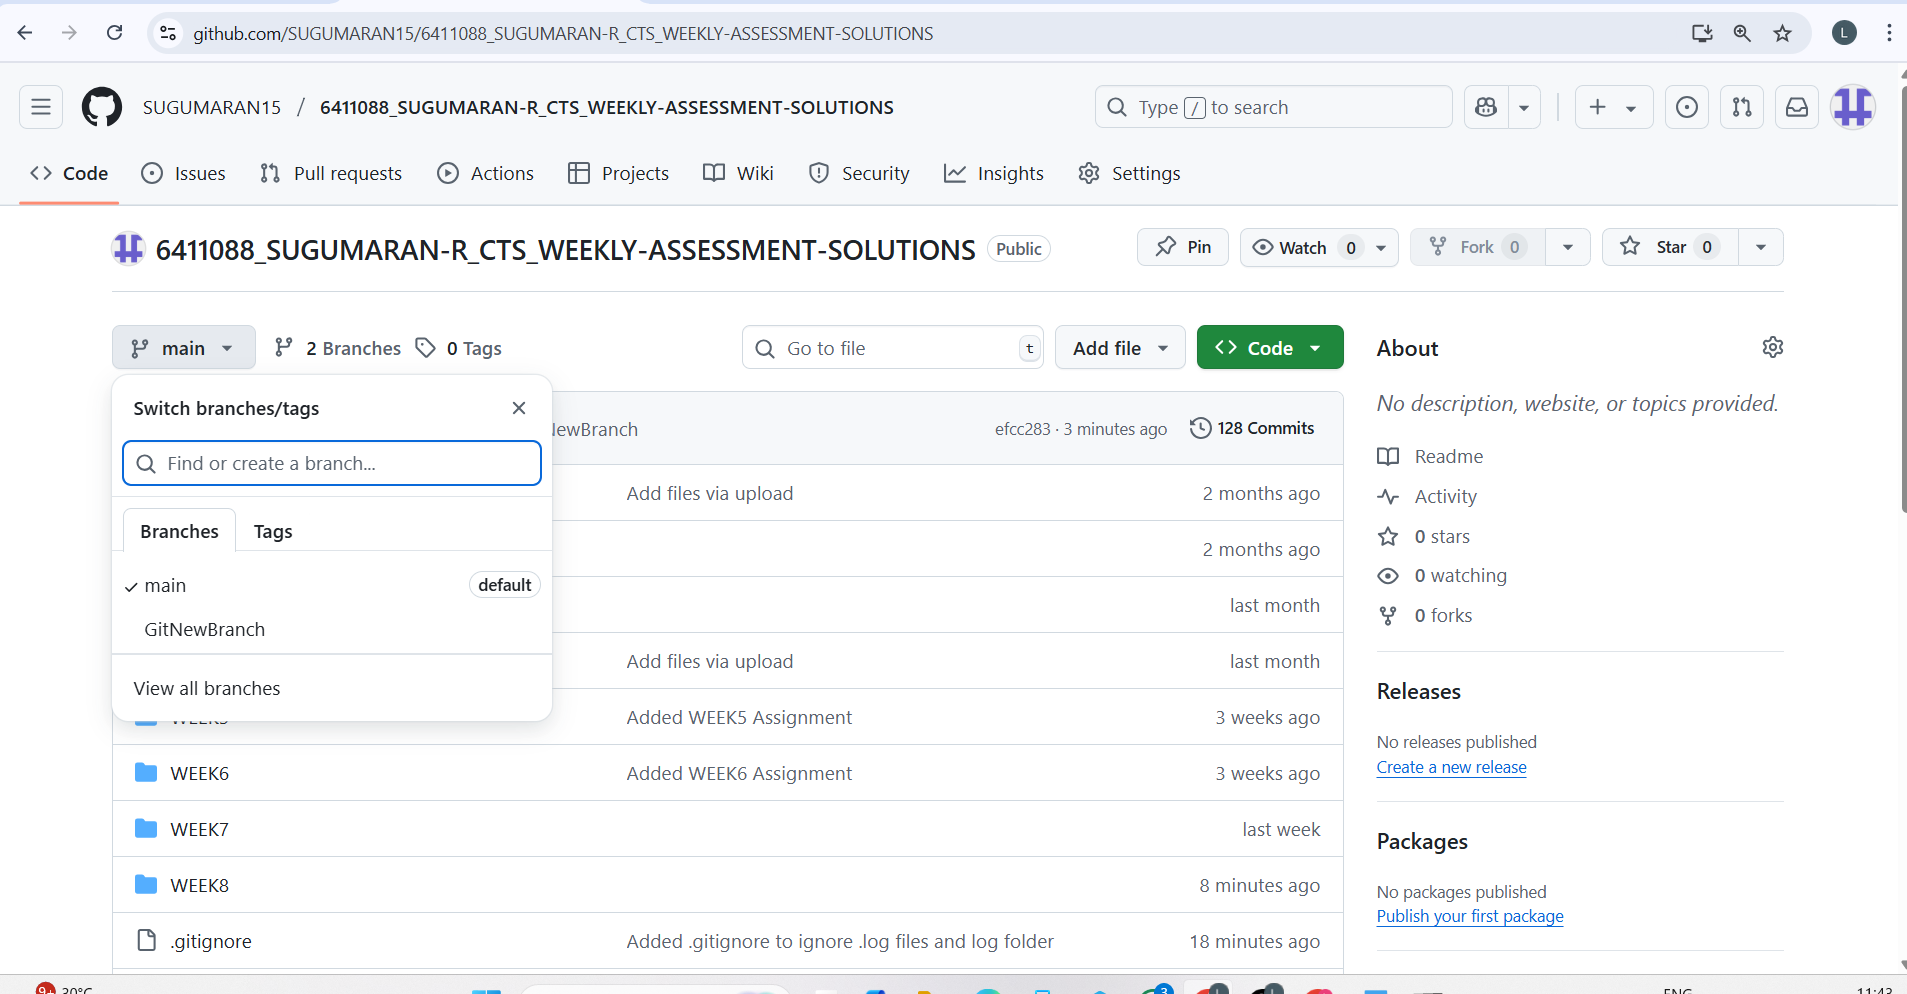 github.com/SUGUMARAN15/6411088_SUGUMARAN-R_CTS_WEEKLY-ASSESSMENT-SOLUTIONS
L
SUGUMARAN15 / 6411088_SUGUMARAN-R_CTS_WEEKLY-ASSESSMENT-SOLUTIONS
Type / to search
Code Issues Pull requests Actions Projects Wiki Security Insights Settings
6411088_SUGUMARAN-R_CTS_WEEKLY-ASSESSMENT-SOLUTIONS Public
Pin Watch 0 Fork 0 Star 0
main 2 Branches 0 Tags Go to file t Add file Code
Switch branches/tags
Find or create a branch...
Branches Tags
main default
GitNewBranch
View all branches
efcc283 · 3 minutes ago 128 Commits
Add files via upload 2 months ago
2 months ago
last month
Add files via upload last month
Added WEEK5 Assignment 3 weeks ago
WEEK6 Added WEEK6 Assignment 3 weeks ago
WEEK7 last week
WEEK8 8 minutes ago
.gitignore Added .gitignore to ignore .log files and log folder 18 minutes ago
About
No description, website, or topics provided.
Readme
Activity
0 stars
0 watching
0 forks
Releases
No releases published
Create a new release
Packages
No packages published
Publish your first package
9+ 30°C
3
ENG
11:43